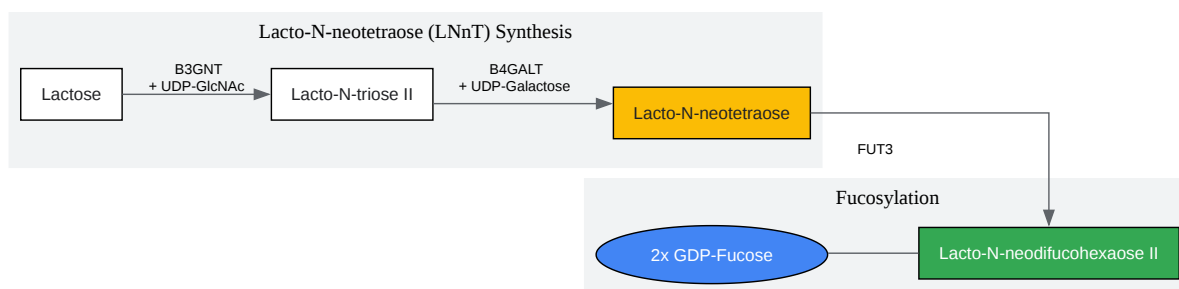 Lacto-N-neotetraose (LNnT) Synthesis
Lactose
B3GNT
+ UDP-GlcNAc
Lacto-N-triose II
B4GALT
+ UDP-Galactose
Lacto-N-neotetraose
FUT3
Fucosylation
2x GDP-Fucose
Lacto-N-neodifucohexaose II